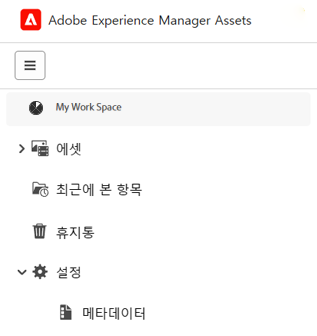 Adobe Experience Manager Assets
My Work Space
에셋
최근에 본 항목
휴지통
설정
메타데이터